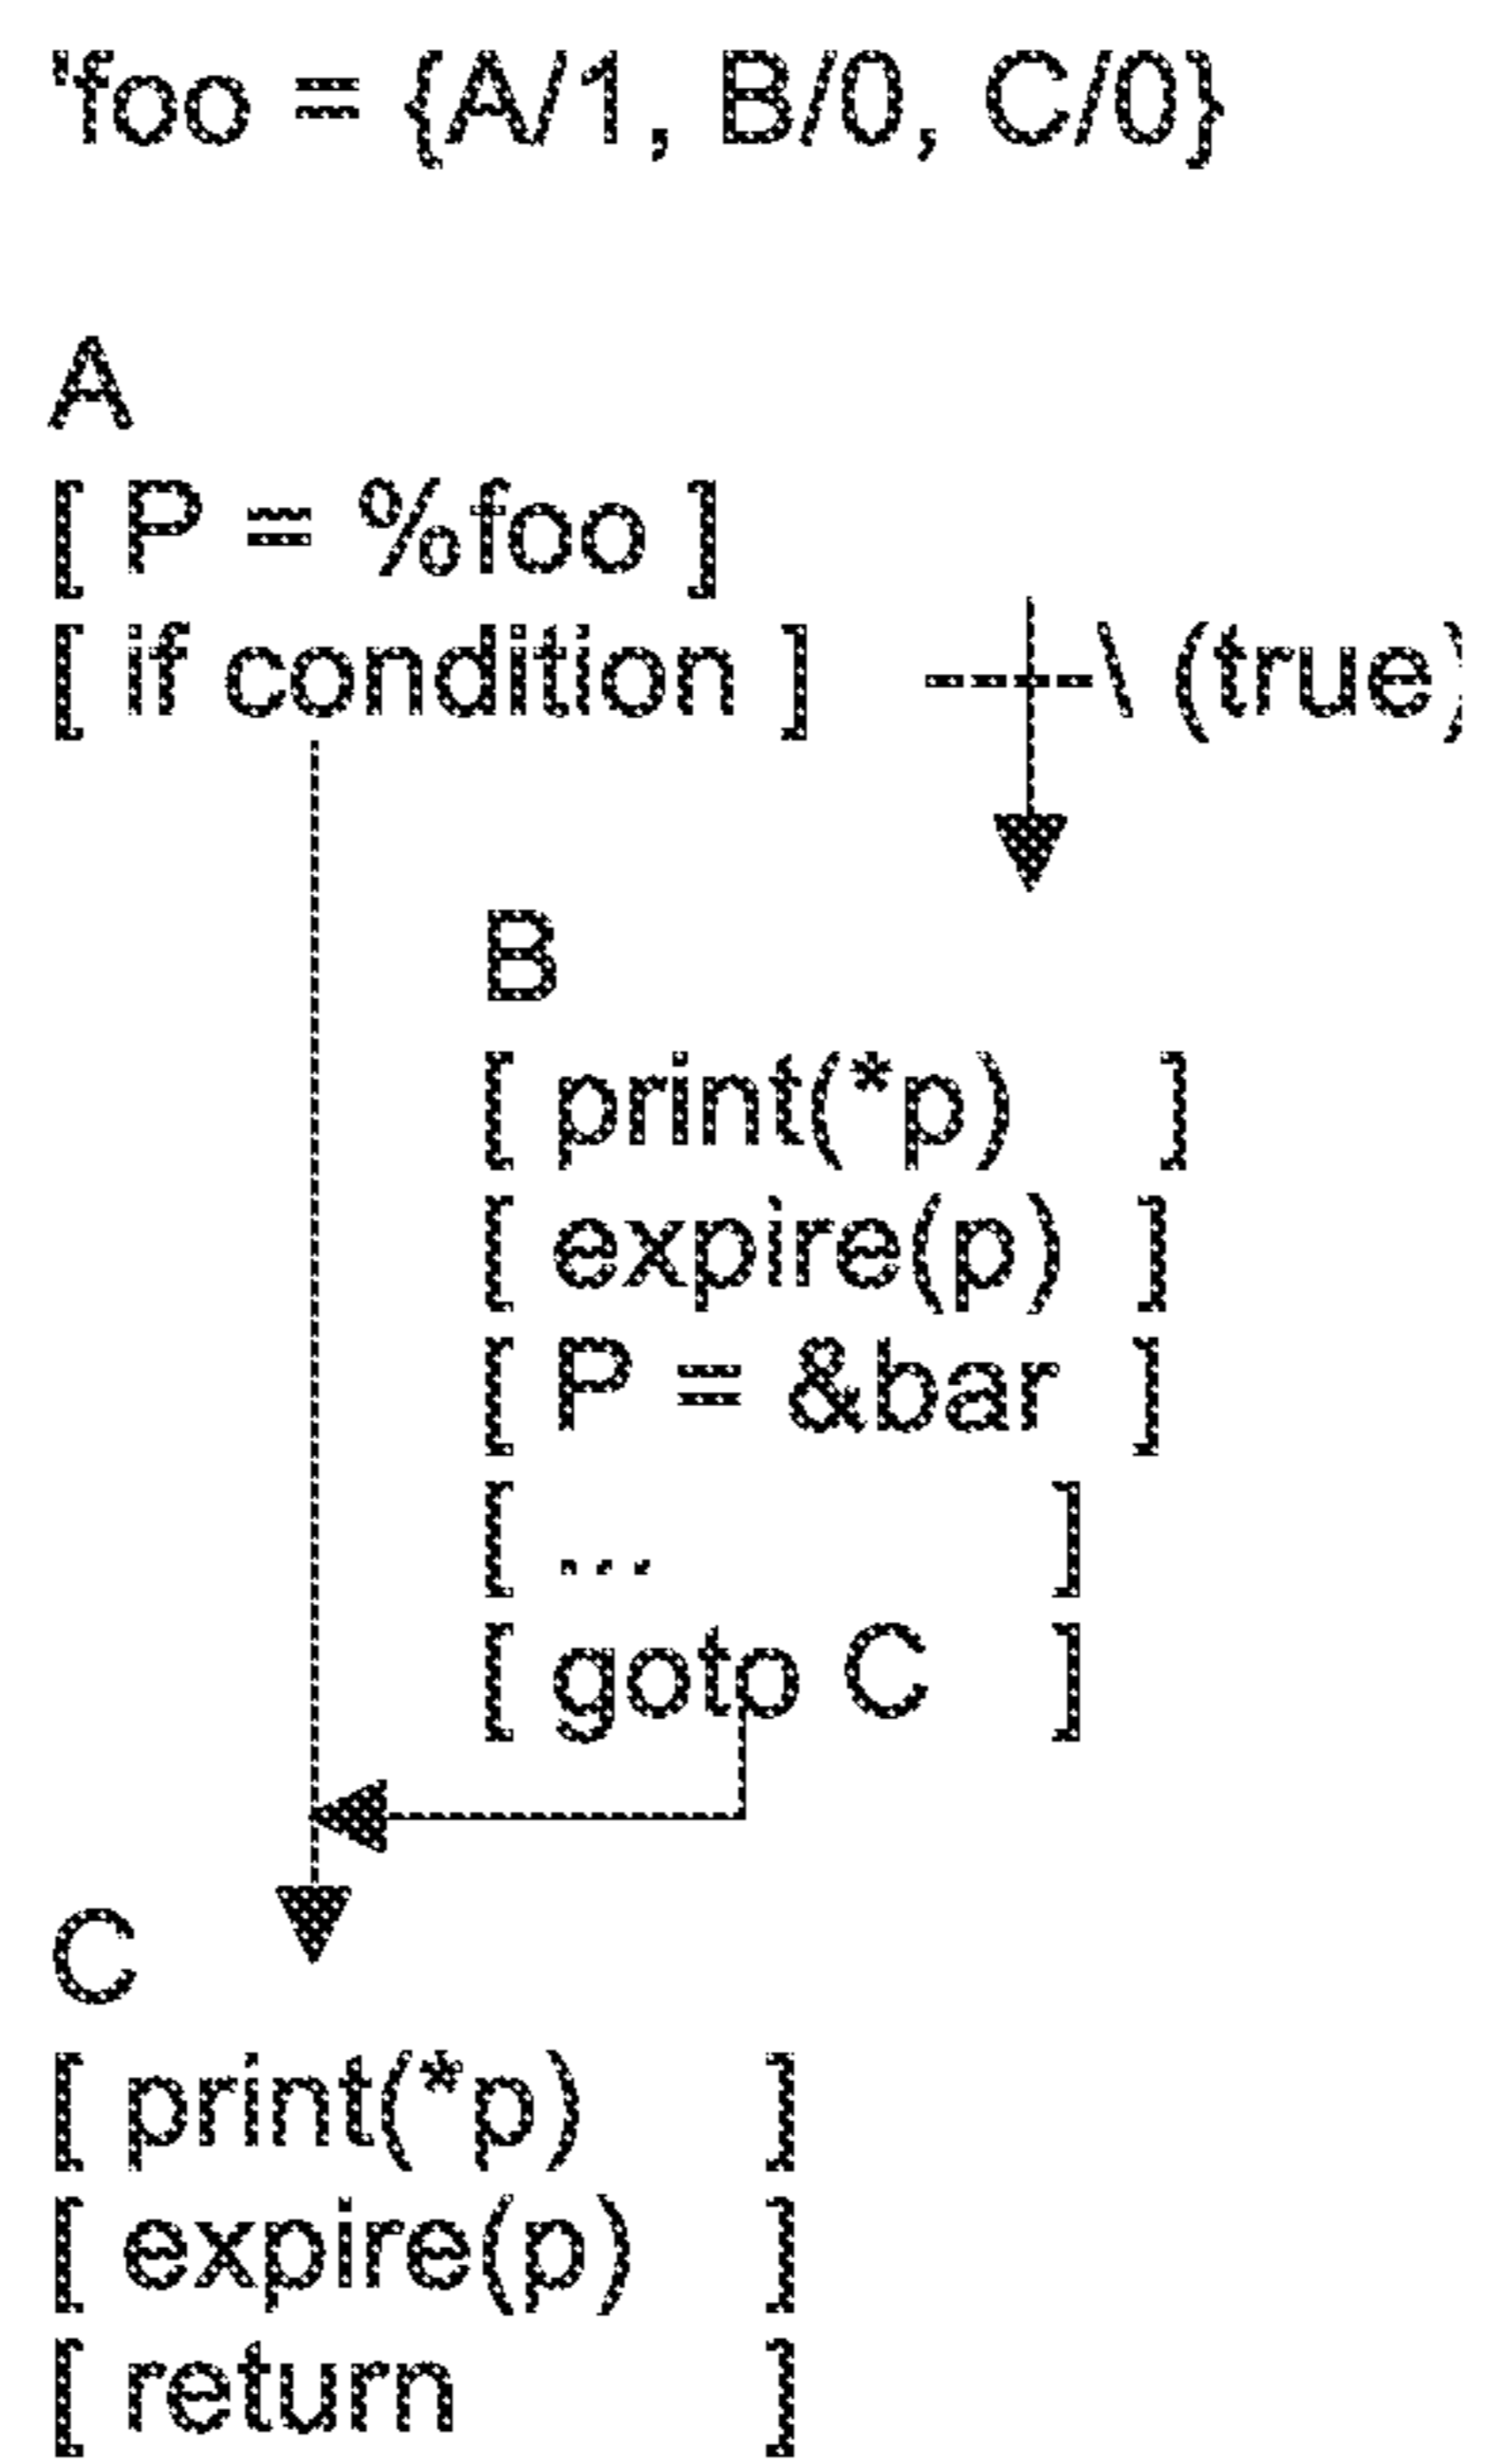 'foo = {A/1, B/0, C/0}
A
[ P = %foo ]
[ if condition ] ----\ (true)
B
[ print(*p) ]
[ expire(p) ]
[ P = &bar ]
[ ... ]
[ goto C ]
C
[ print(*p) ]
[ expire(p) ]
[ return ]